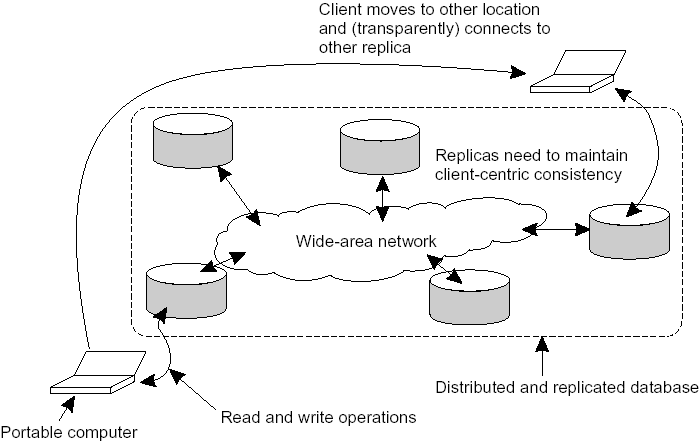 Client moves to other location
and (transparently) connects to
other replica
Replicas need to maintain
client-centric consistency
Wide-area network
Distributed and replicated database
Read and write operations
Portable computer